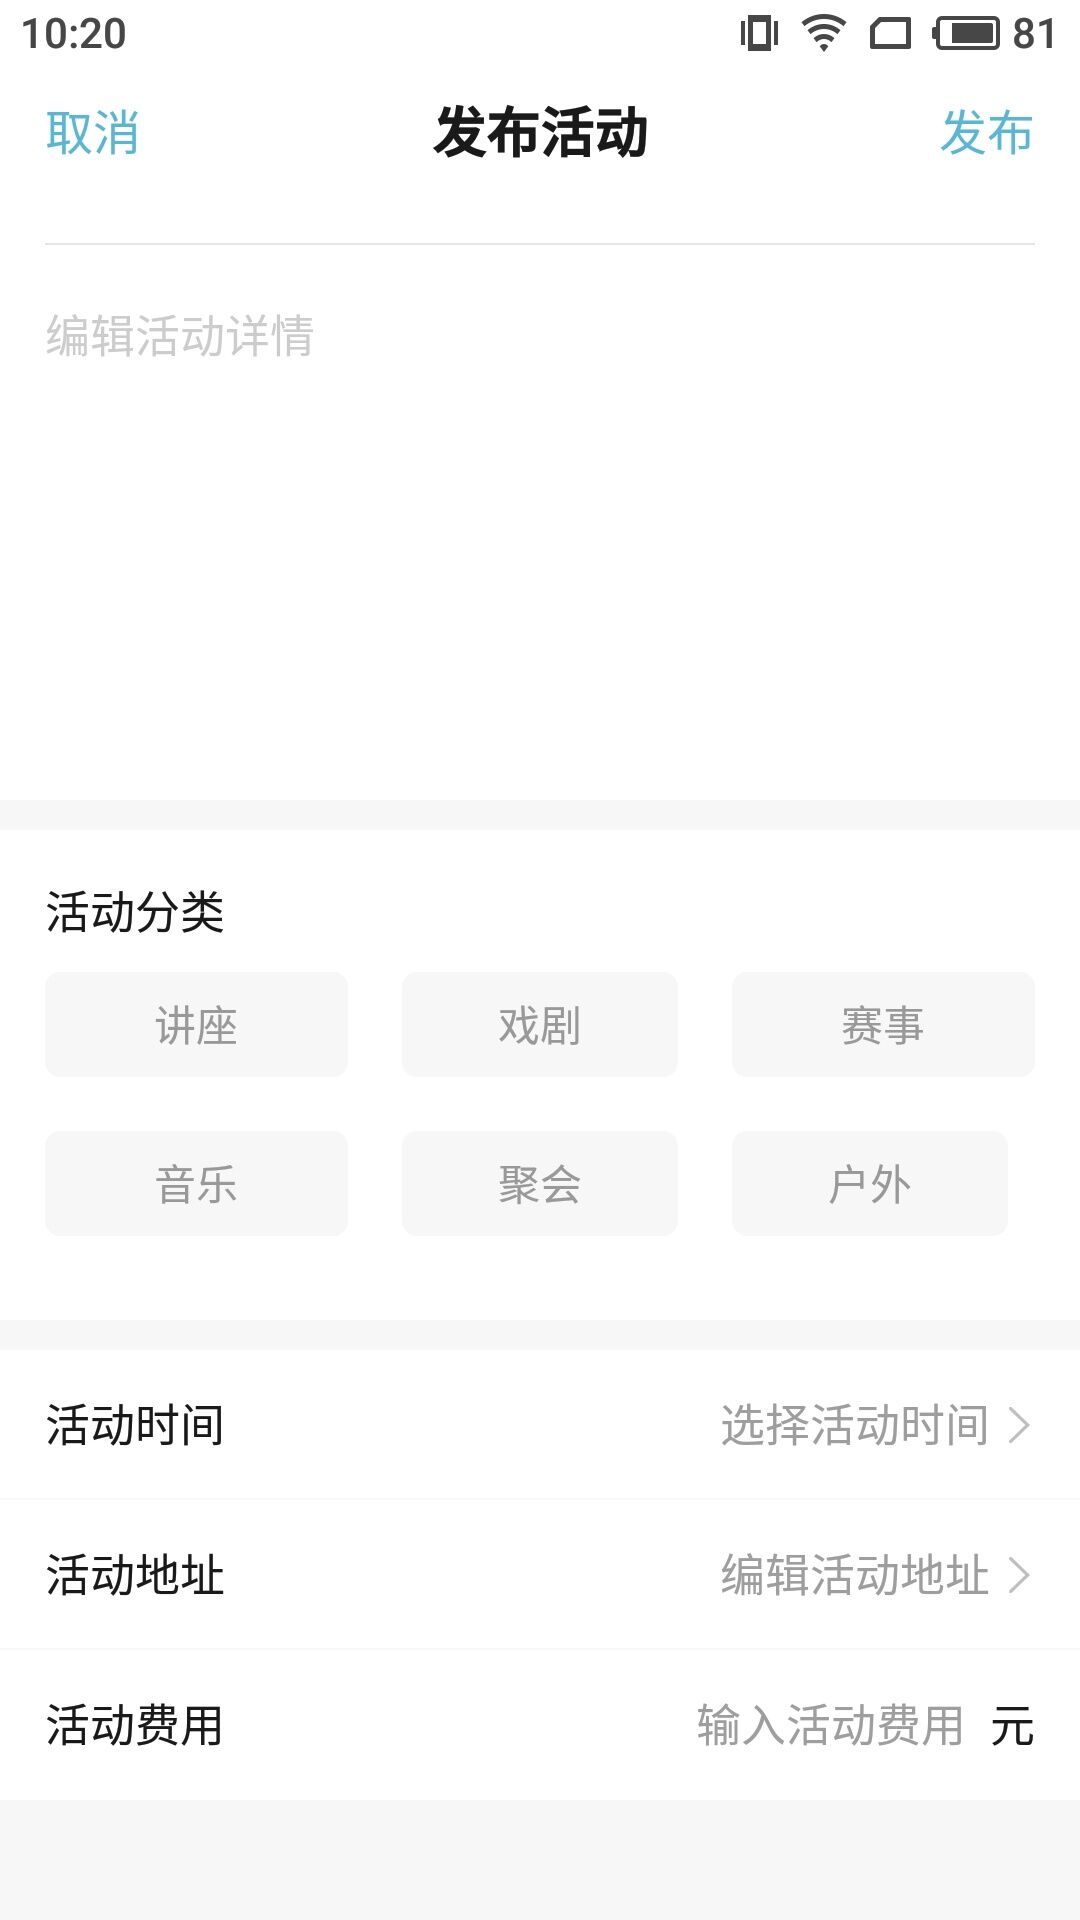 10:20 81
取消 发布活动 发布
编辑活动详情
活动分类
讲座 戏剧 赛事
音乐 聚会 户外
活动时间 选择活动时间
活动地址 编辑活动地址
活动费用 输入活动费用 元